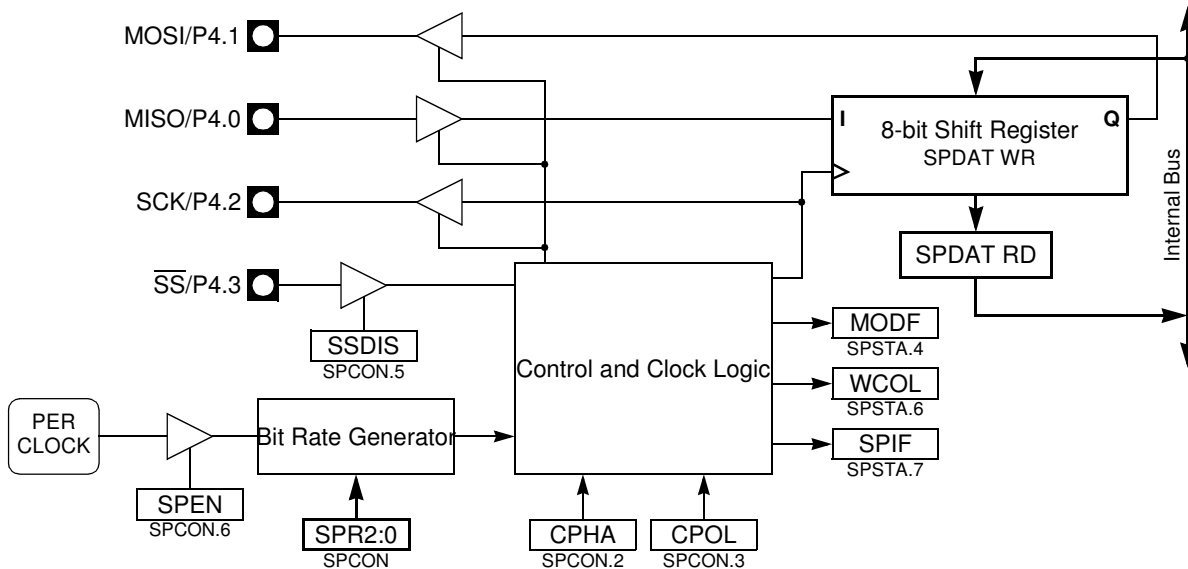 MOSI/P4.1
MISO/P4.0
I
8-bit Shift Register
Q
SPDAT WR
Internal Bus
SCK/P4.2
SPDAT RD
S̅S̅/P4.3
MODF
SPSTA.4
SSDIS
SPCON.5
Control and Clock Logic
WCOL
SPSTA.6
PER
CLOCK
Bit Rate Generator
SPIF
SPSTA.7
SPEN
SPCON.6
SPR2:0
SPCON
CPHA
SPCON.2
CPOL
SPCON.3